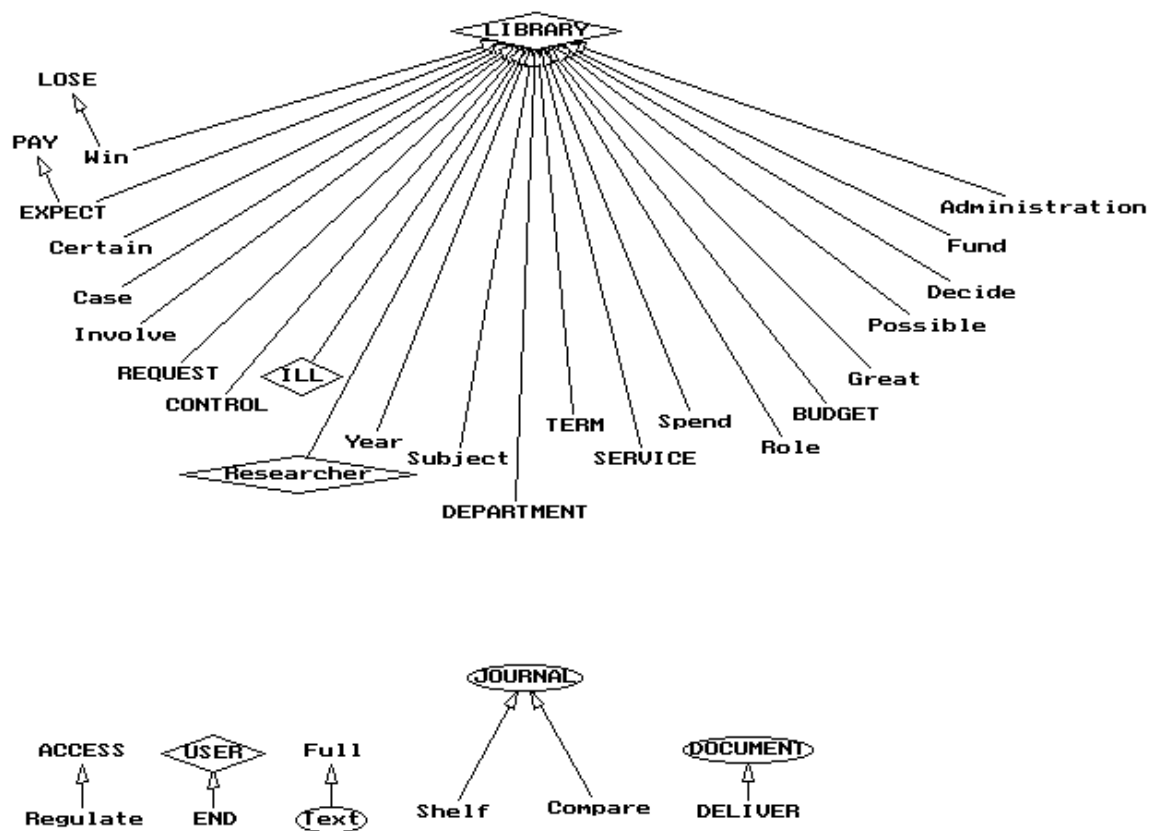 LIBRARY
LOSE
PAY
Win
EXPECT
Administration
Certain
Fund
Case
Decide
Involve
Possible
REQUEST
ILL
Great
CONTROL
BUDGET
TERM
Spend
Year
Role
Subject
SERVICE
Researcher
DEPARTMENT
JOURNAL
ACCESS
USER
Full
DOCUMENT
Regulate
END
Text
Shelf
Compare
DELIVER